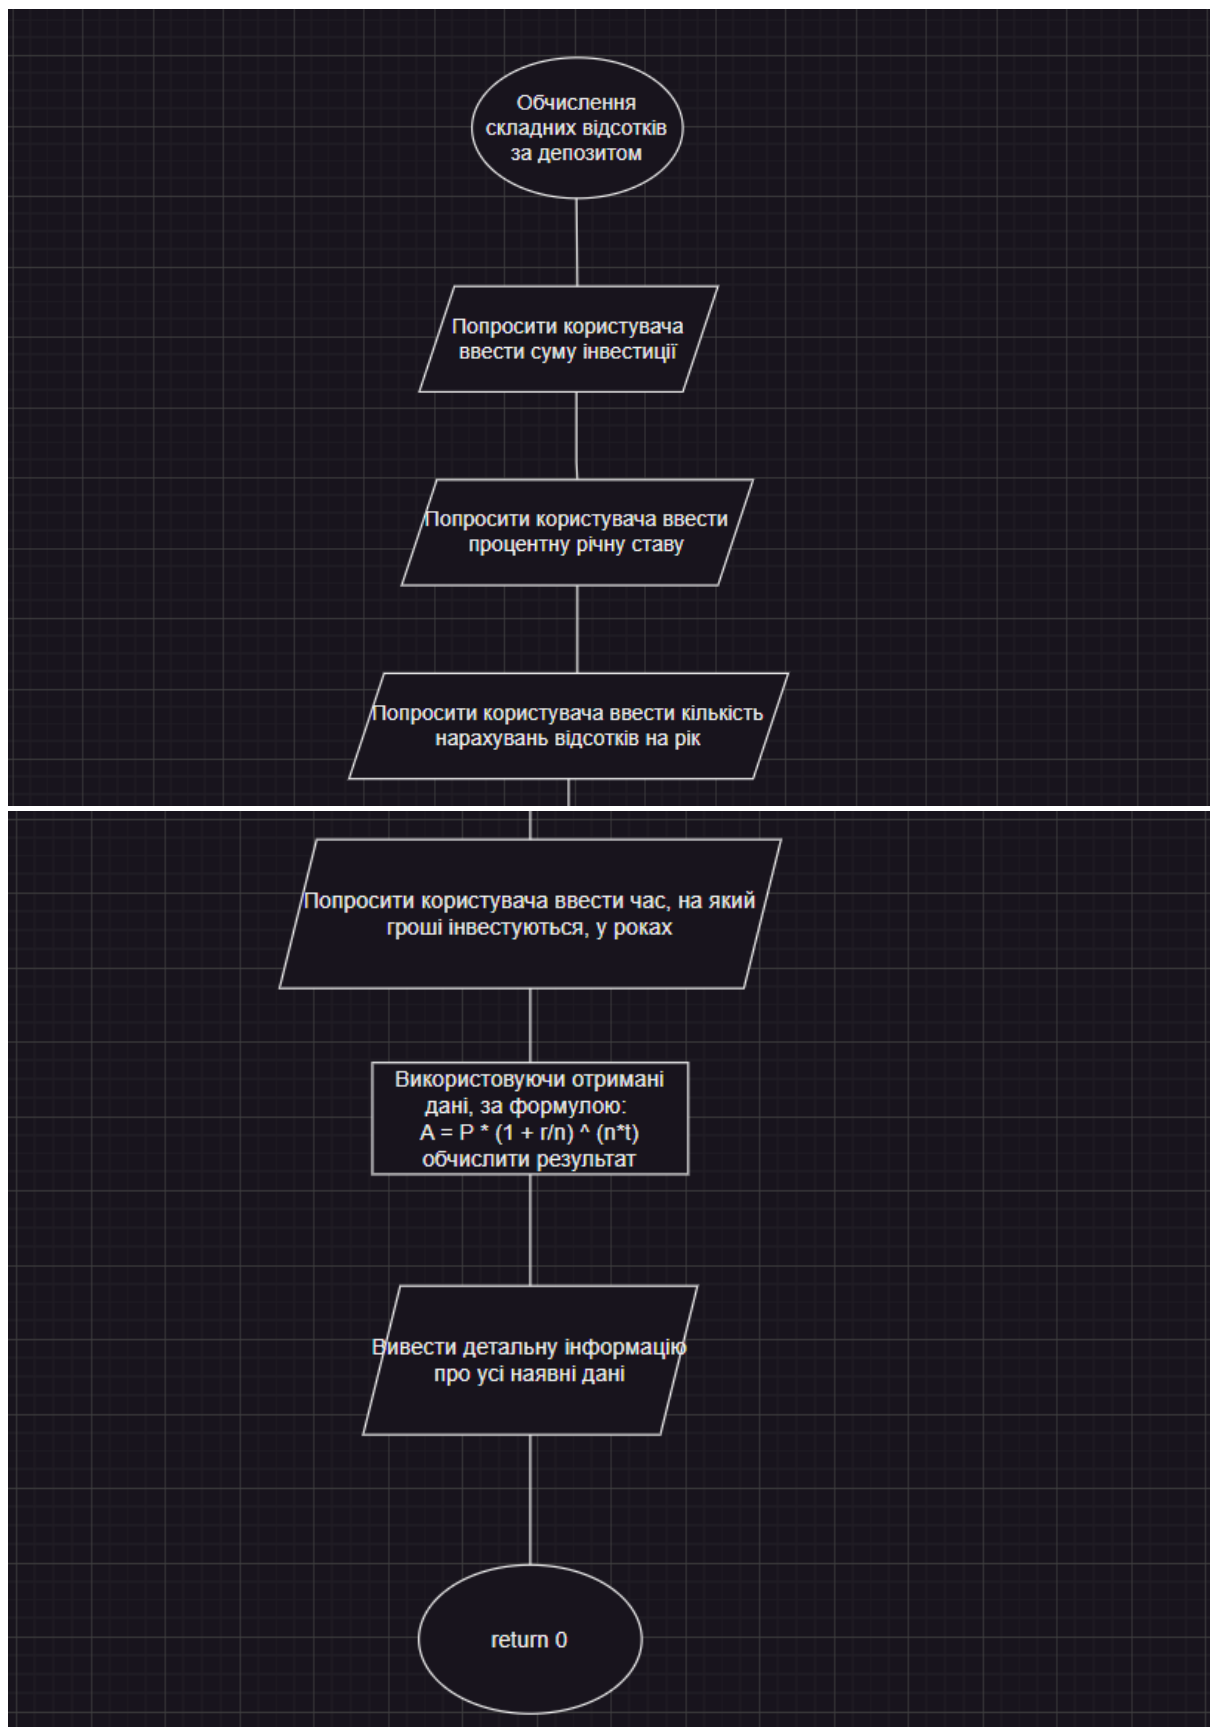 Обчислення
складних відсотків
за депозитом
Попросити користувача
ввести суму інвестиції
Попросити користувача ввести
процентну річну ставу
Попросити користувача ввести кількість
нарахувань відсотків на рік
Попросити користувача ввести час, на який
гроші інвестуються, у роках
Використовуючи отримані
дані, за формулою:
A = P * (1 + r/n) ^ (n*t)
обчислити результат
Вивести детальну інформацію
про усі наявні дані
return 0